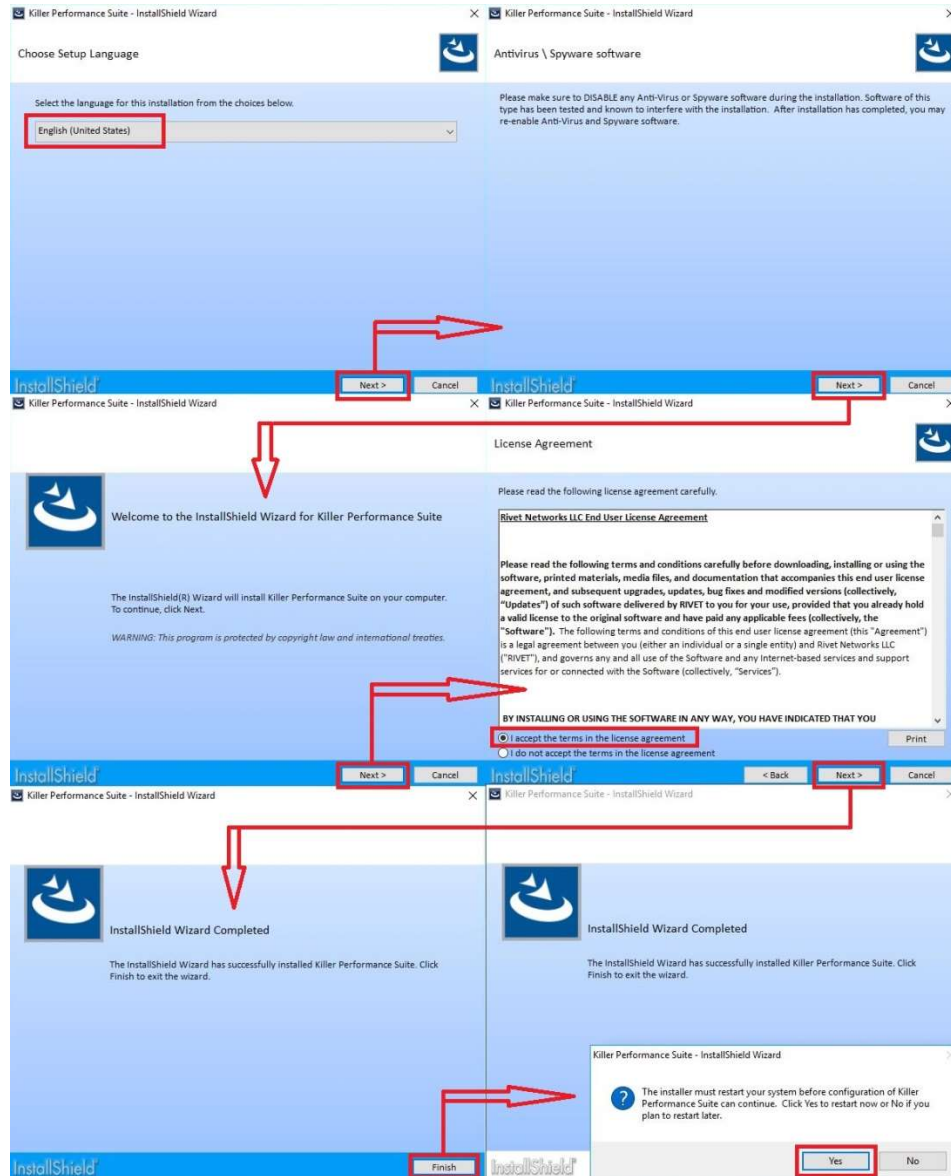 Killer Performance Suite - InstallShield Wizard
Choose Setup Language
Select the language for this installation from the choices below.
English (United States)
InstallShield
Next >
Cancel
Killer Performance Suite - InstallShield Wizard
Antivirus \ Spyware software
Please make sure to DISABLE any Anti-Virus or Spyware software during the installation. Software of this
type has been tested and known to interfere with the installation. After installation has completed, you may
re-enable Anti-Virus and Spyware software.
InstallShield
Next >
Cancel
Killer Performance Suite - InstallShield Wizard
Welcome to the InstallShield Wizard for Killer Performance Suite
The InstallShield(R) Wizard will install Killer Performance Suite on your computer.
To continue, click Next.
WARNING: This program is protected by copyright law and international treaties.
InstallShield
Next >
Cancel
Killer Performance Suite - InstallShield Wizard
License Agreement
Please read the following license agreement carefully.
Rivet Networks LLC End User License Agreement
Please read the following terms and conditions carefully before downloading, installing or using the
software, printed materials, media files, and documentation that accompanies this end user license
agreement, and subsequent upgrades, updates, bug fixes and modified versions (collectively,
"Updates") of such software delivered by RIVET to you for your use, provided that you already hold
a valid license to the original software and have paid any applicable fees (collectively, the
"Software"). The following terms and conditions of this end user license agreement (this "Agreement")
is a legal agreement between you (either an individual or a single entity) and Rivet Networks LLC
("RIVET"), and governs any and all use of the Software and any Internet-based services and support
services for or connected with the Software (collectively, "Services").
BY INSTALLING OR USING THE SOFTWARE IN ANY WAY, YOU HAVE INDICATED THAT YOU
I accept the terms in the license agreement
Print
I do not accept the terms in the license agreement
InstallShield
< Back
Next >
Cancel
Killer Performance Suite - InstallShield Wizard
InstallShield Wizard Completed
The InstallShield Wizard has successfully installed Killer Performance Suite. Click
Finish to exit the wizard.
InstallShield
Finish
Killer Performance Suite - InstallShield Wizard
InstallShield Wizard Completed
The InstallShield Wizard has successfully installed Killer Performance Suite. Click
Finish to exit the wizard.
Killer Performance Suite - InstallShield Wizard
The installer must restart your system before configuration of Killer
Performance Suite can continue. Click Yes to restart now or No if you
plan to restart later.
Yes
No
InstallShield